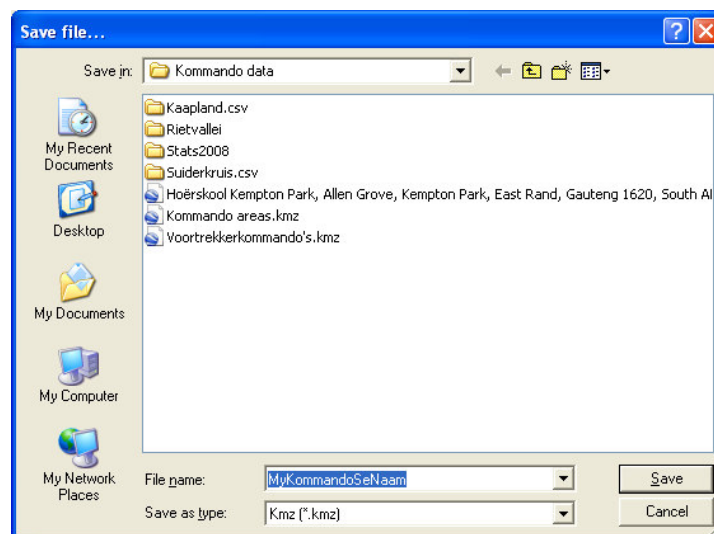 Save file...
Save in:
Kommando data
My Recent
Documents
Desktop
My Documents
My Computer
My Network
Places
Kaapland.csv
Rietvallei
Stats2008
Suiderkruis.csv
Hoërskool Kempton Park, Allen Grove, Kempton Park, East Rand, Gauteng 1620, South
Kommando areas.kmz
Voortrekkerkommando's.kmz
File name:
MyKommandoSeNaam
Save
Save as type:
Kmz (*.kmz)
Cancel